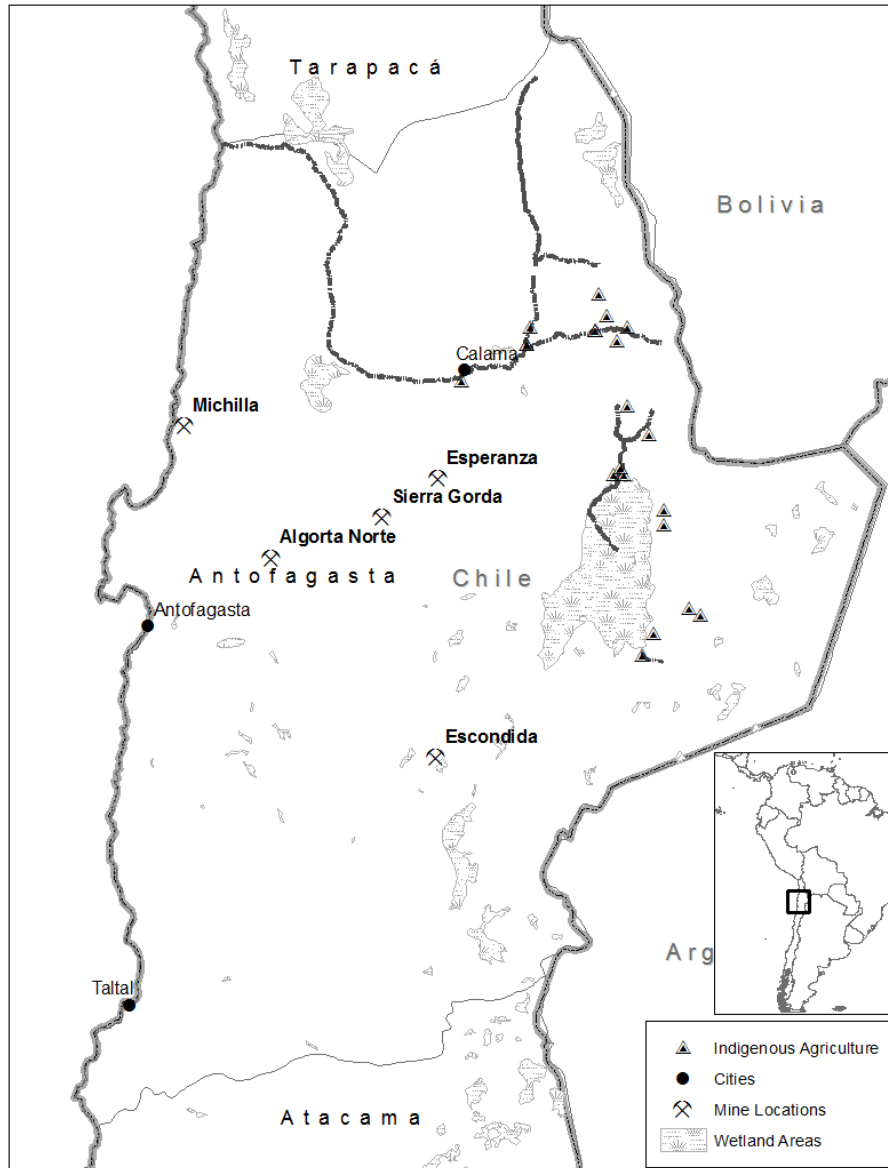 Tarapacá
Bolivia
Calama
Michilla
Esperanza
Sierra Gorda
Algorta Norte
Antofagasta
Chile
Antofagasta
Escondida
Arg
Taltal
Atacama
Indigenous Agriculture
Cities
Mine Locations
Wetland Areas